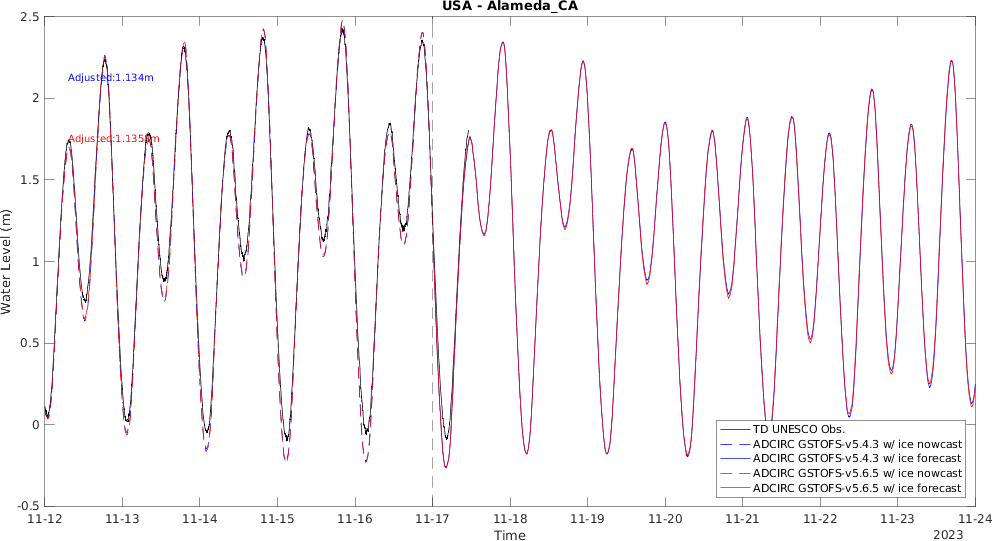 USA - Alameda_CA
2.5
2
1.5
1
0.5
0
-0.5
Water Level (m)
Adjusted:1.134m
Adjusted:1.1358m
TD UNESCO Obs.
ADCIRC GSTOFS-v5.4.3 w/ ice nowcast
ADCIRC GSTOFS-v5.4.3 w/ ice forecast
ADCIRC GSTOFS-v5.6.5 w/ ice nowcast
ADCIRC GSTOFS-v5.6.5 w/ ice forecast
11-12 11-13 11-14 11-15 11-16 11-17 11-18 11-19 11-20 11-21 11-22 11-23 11-24
Time
2023